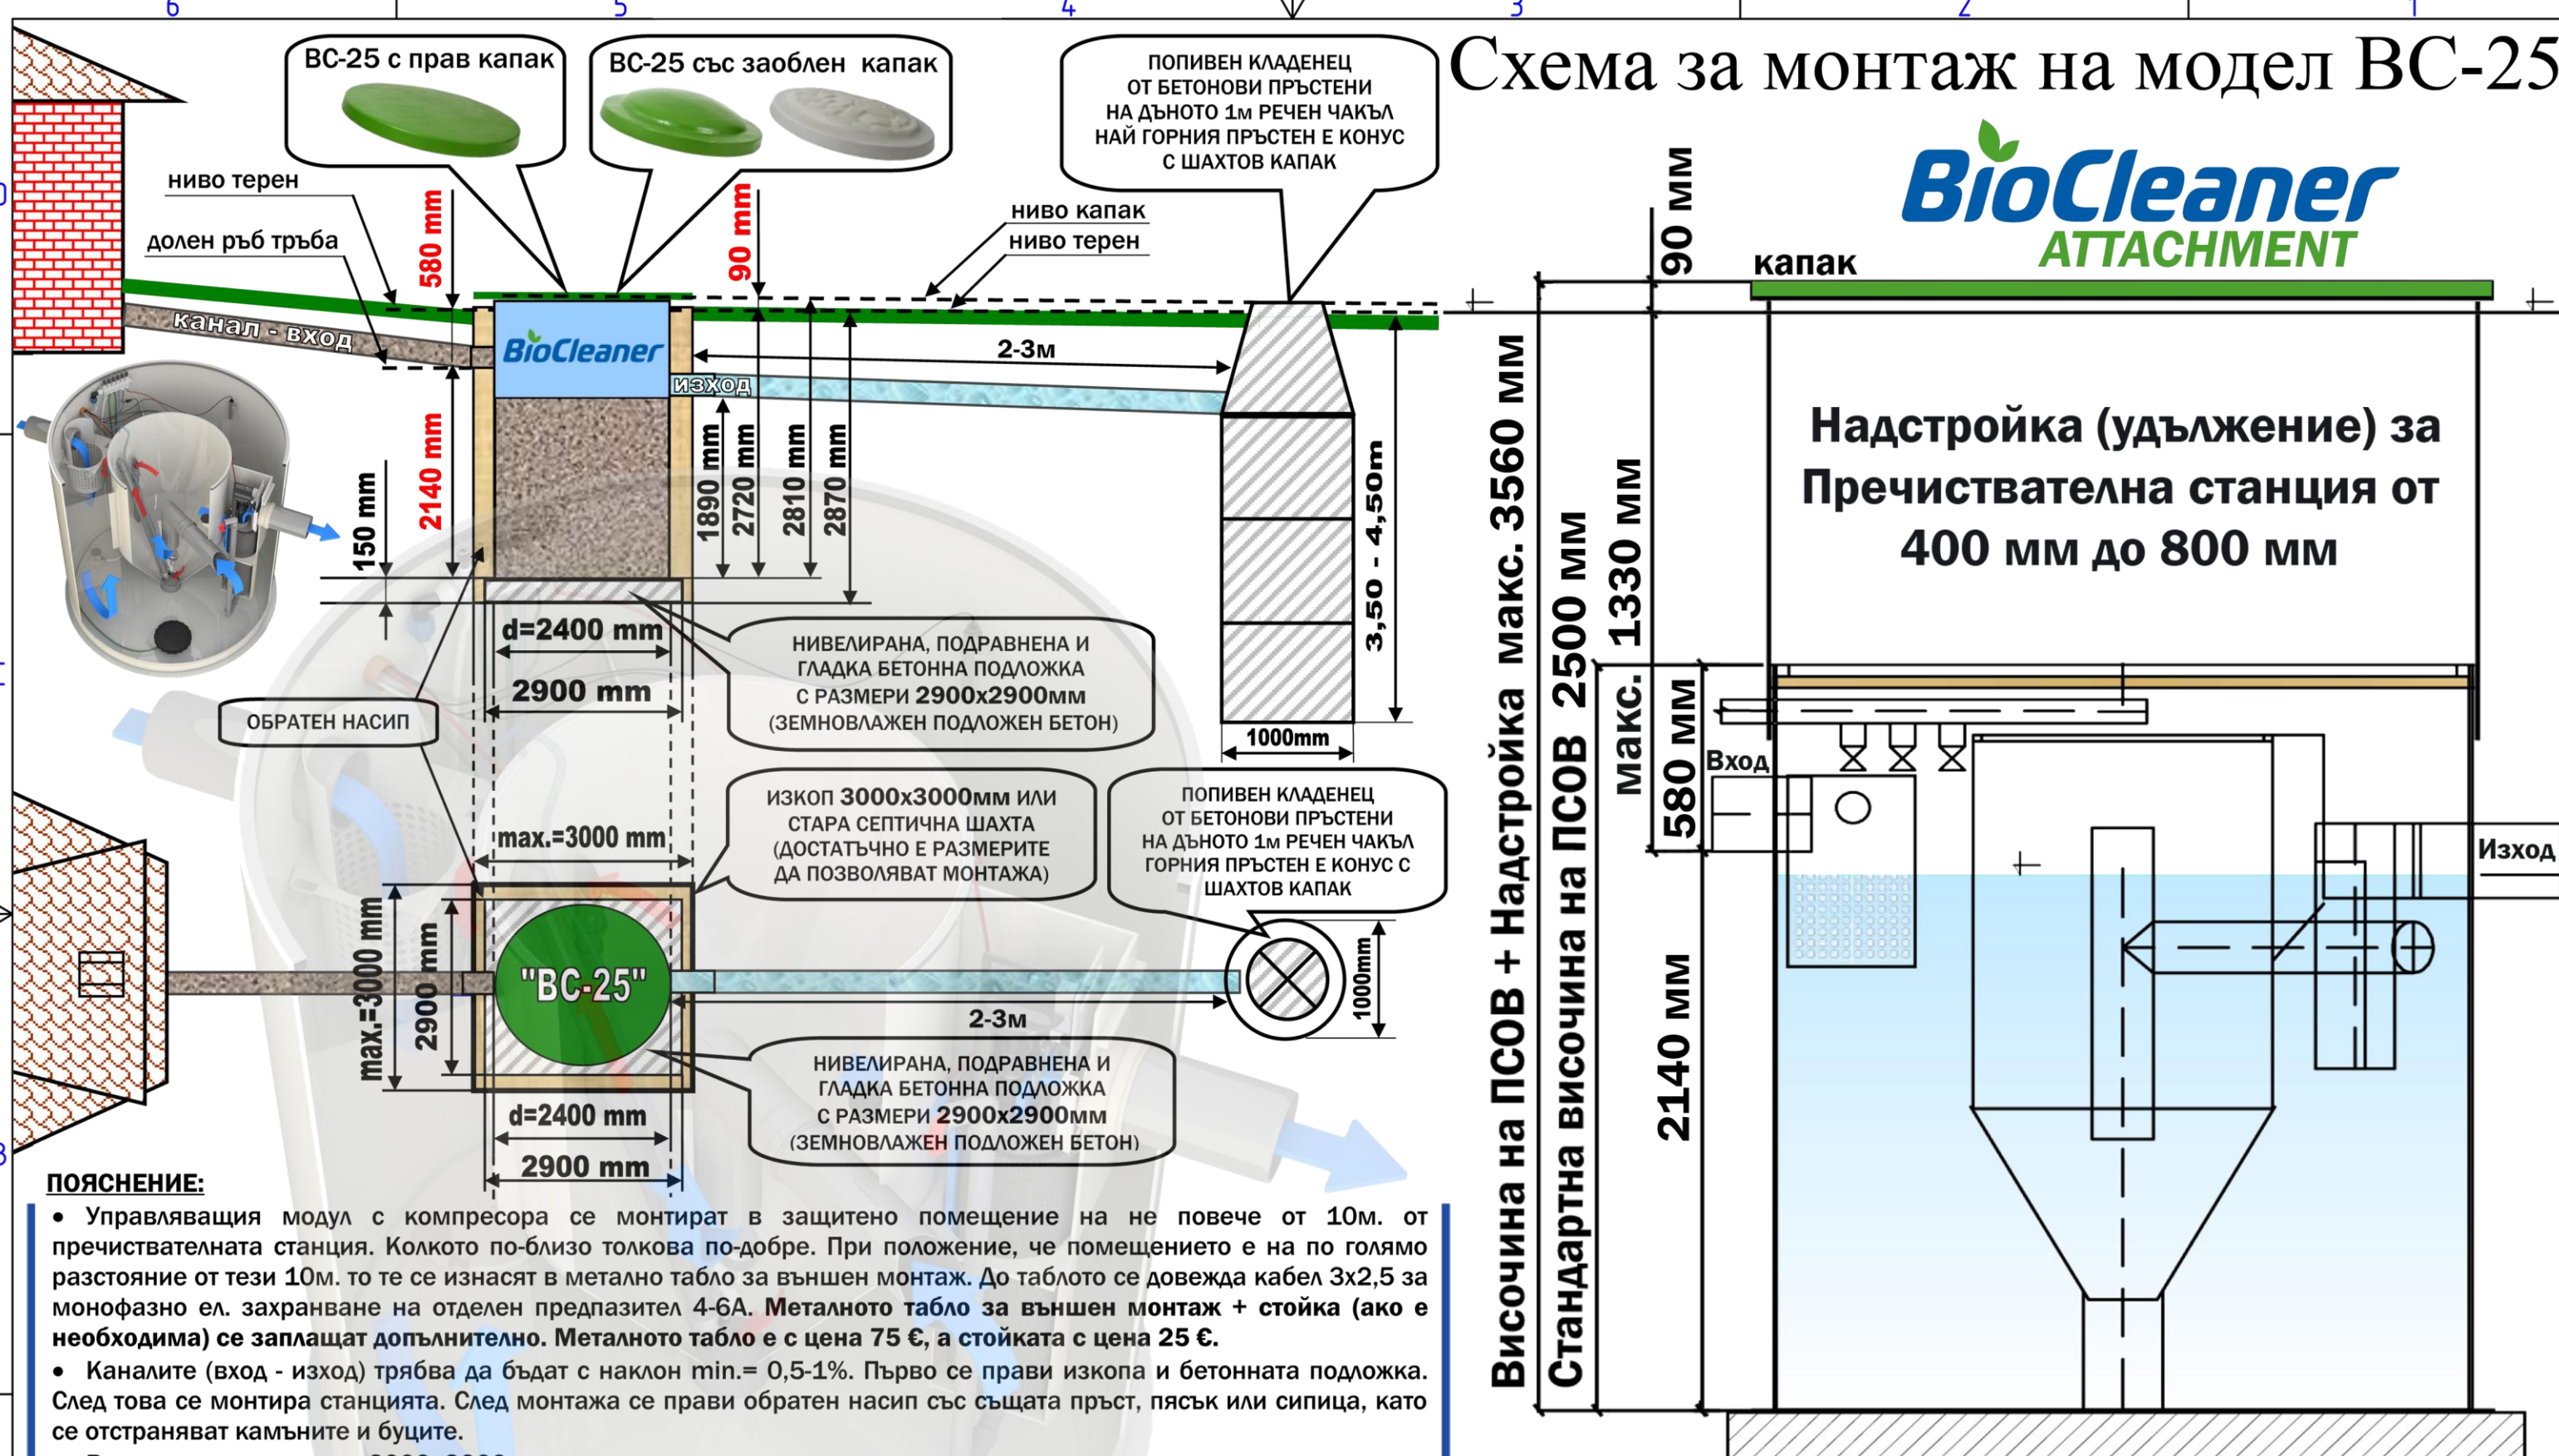 6
5
4
3
2
1
Схема за монтаж на модел ВС-25
ВС-25 с прав капак
ВС-25 със заоблен капак
ПОПИВЕН КЛАДЕНЕЦ
ОТ БЕТОНОВИ ПРЪСТЕНИ
НА ДЪНОТО 1м РЕЧЕН ЧАКЪЛ
НАЙ ГОРНИЯ ПРЪСТЕН Е КОНУС
С ШАХТОВ КАПАК
BioCleaner
ATTACHMENT
ниво терен
долен ръб тръба
580 mm
90 mm
ниво капак
ниво терен
90 мм
капак
канал - вход
BioCleaner
изход
2-3м
2140 mm
150 mm
1890 mm
2720 mm
2810 mm
2870 mm
3,50 - 4,50m
1000mm
d=2400 mm
2900 mm
НИВЕЛИРАНА, ПОДРАВНЕНА И
ГЛАДКА БЕТОННА ПОДЛОЖКА
С РАЗМЕРИ 2900х2900мм
(ЗЕМНОВЛАЖЕН ПОДЛОЖЕН БЕТОН)
ОБРАТЕН НАСИП
Надстройка (удължение) за
Пречиствателна станция от
400 мм до 800 мм
Височина на ПСОВ + Надстройка макс. 3560 мм
Стандартна височина на ПСОВ 2500 мм
макс. 1330 мм
580 мм
2140 мм
Вход
Изход
ИЗКОП 3000х3000мм ИЛИ
СТАРА СЕПТИЧНА ШАХТА
(ДОСТАТЪЧНО Е РАЗМЕРИТЕ
ДА ПОЗВОЛЯВАТ МОНТАЖА)
ПОПИВЕН КЛАДЕНЕЦ
ОТ БЕТОНОВИ ПРЪСТЕНИ
НА ДЪНОТО 1м РЕЧЕН ЧАКЪЛ
ГОРНИЯ ПРЪСТЕН Е КОНУС С
ШАХТОВ КАПАК
max.=3000 mm
max.=3000 mm
2900 mm
"BC-25"
2-3м
1000mm
НИВЕЛИРАНА, ПОДРАВНЕНА И
ГЛАДКА БЕТОННА ПОДЛОЖКА
С РАЗМЕРИ 2900х2900мм
(ЗЕМНОВЛАЖЕН ПОДЛОЖЕН БЕТОН)
d=2400 mm
2900 mm
ПОЯСНЕНИЕ:
• Управляващия модул с компресора се монтират в защитено помещение на не повече от 10м. от
пречиствателната станция. Колкото по-близо толкова по-добре. При положение, че помещението е на по голямо
разстояние от тези 10м. то те се изнасят в метално табло за външен монтаж. До таблото се довежда кабел 3х2,5 за
монофазно ел. захранване на отделен предпазител 4-6А. Металното табло за външен монтаж + стойка (ако е
необходима) се заплащат допълнително. Металното табло е с цена 75 €, а стойката с цена 25 €.
• Каналите (вход - изход) трябва да бъдат с наклон min.= 0,5-1%. Първо се прави изкопа и бетонната подложка.
След това се монтира станцията. След монтажа се прави обратен насип със същата пръст, пясък или сипица, като
се отстраняват камъните и буците.